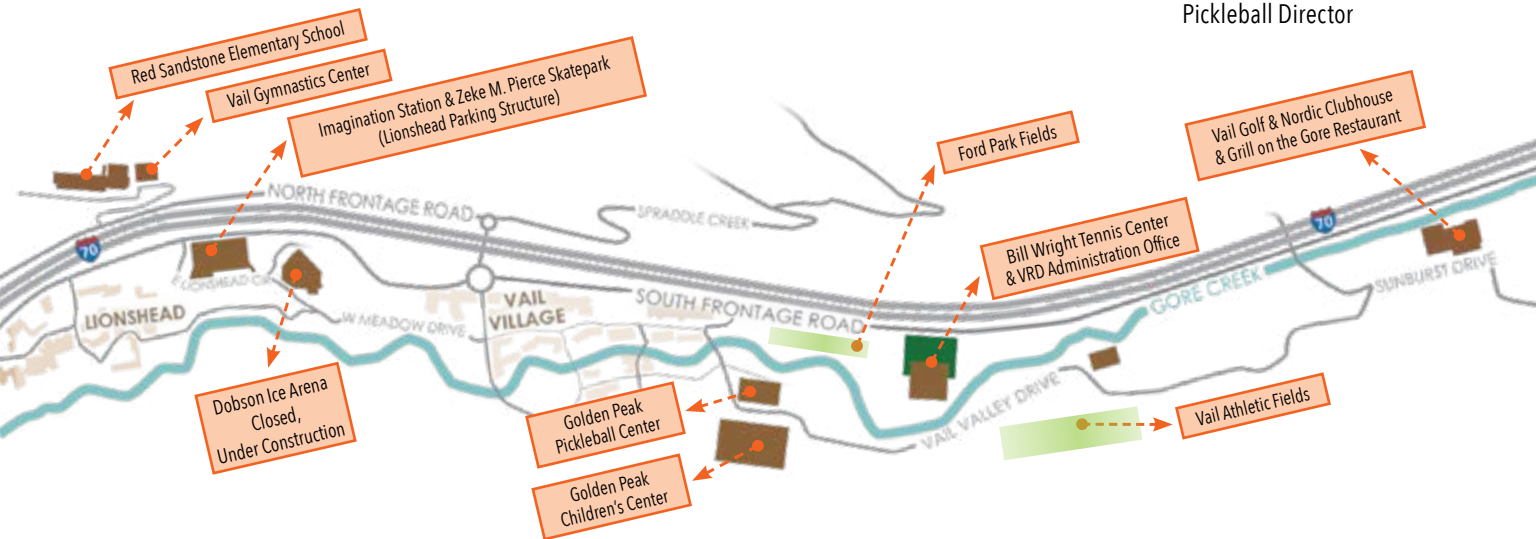 Pickleball Director
Red Sandstone Elementary School
Vail Gymnastics Center
Imagination Station & Zeke M. Pierce Skatepark
(Lionshead Parking Structure)
Ford Park Fields
Vail Golf & Nordic Clubhouse
& Grill on the Gore Restaurant
Bill Wright Tennis Center
& VRD Administration Office
NORTH FRONTAGE ROAD
SPRADDLE CREEK
70
70
LIONSHEAD
VAIL
VILLAGE
W MEADOW DRIVE
SOUTH FRONTAGE ROAD
GORE CREEK
SUNBURST DRIVE
VAIL VALLEY DRIVE
Dobson Ice Arena
Closed,
Under Construction
Golden Peak
Pickleball Center
Golden Peak
Children's Center
Vail Athletic Fields